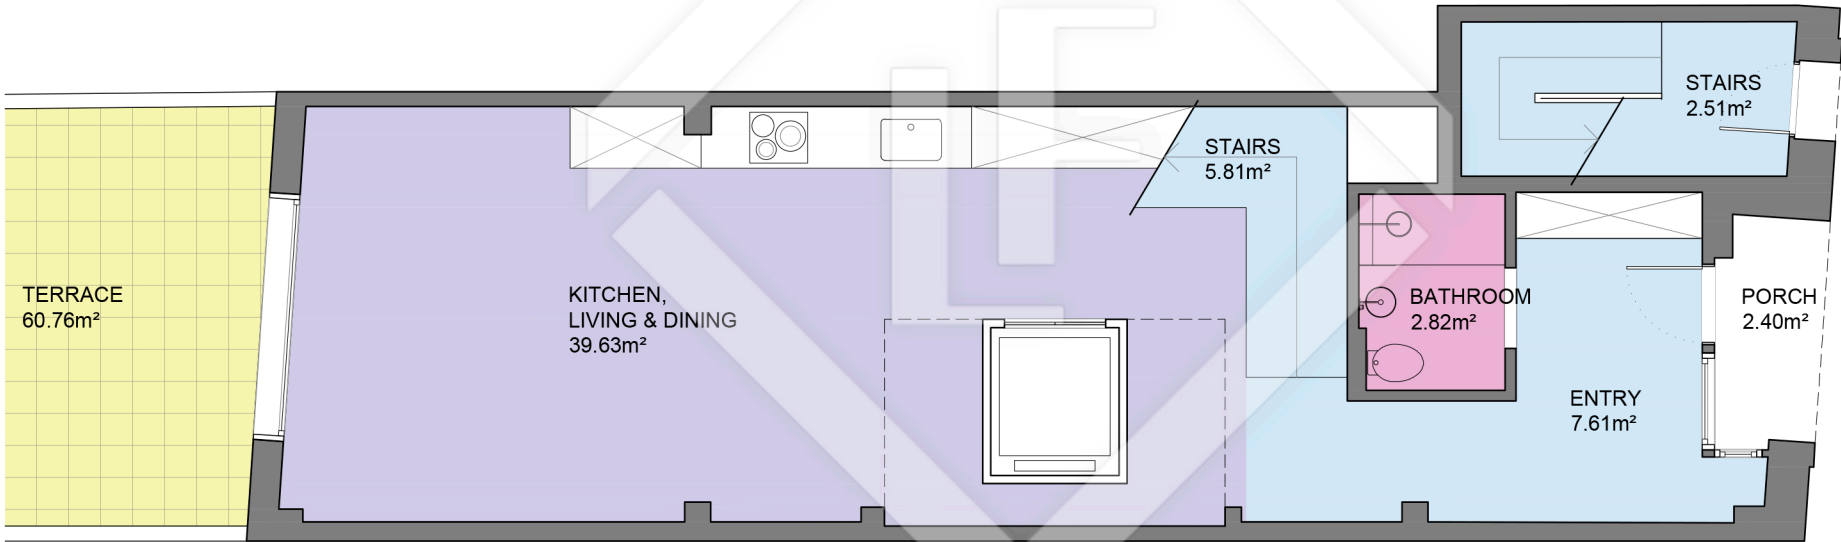 STAIRS
2.51m²
STAIRS
5.81m²
TERRACE
60.76m²
KITCHEN,
LIVING & DINING
39.63m²
BATHROOM
2.82m²
PORCH
2.40m²
ENTRY
7.61m²